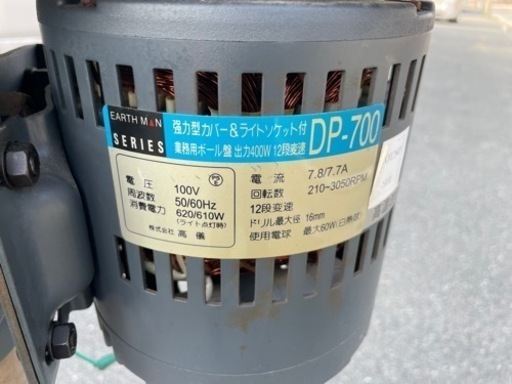 EARTH MAN
SERIES
強力型カバー&ライトソケット付
業務用ボール盤 出力400W 12段変速
DP-700
電圧 100V
周波数 50/60Hz
消費電力 620/610W
(ライト点灯時)
株式会社 高儀
電流 7.8/7.7A
回転数 210~3050RPM
12段変速
ドリル最大径 16mm
使用電球 最大60W(白熱球)